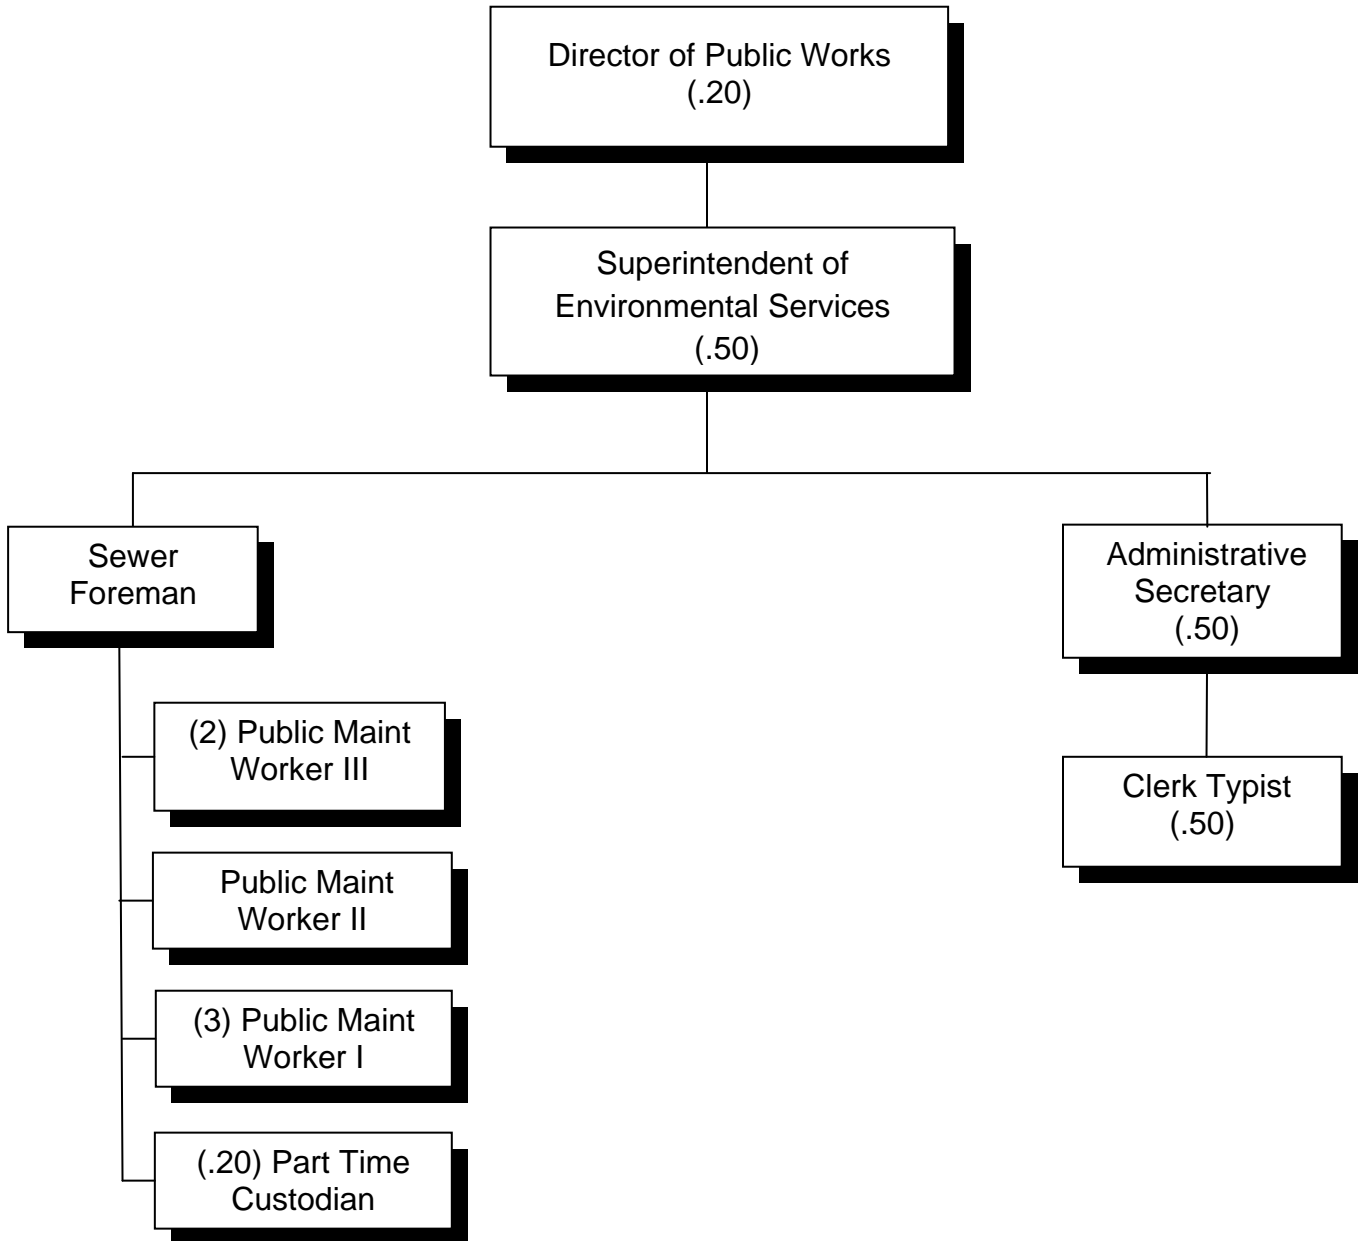 Director of Public Works
(.20)
Superintendent of
Environmental Services
(.50)
Sewer
Foreman
Administrative
Secretary
(.50)
(2) Public Maint
Worker III
Clerk Typist
(.50)
Public Maint
Worker II
(3) Public Maint
Worker I
(.20) Part Time
Custodian